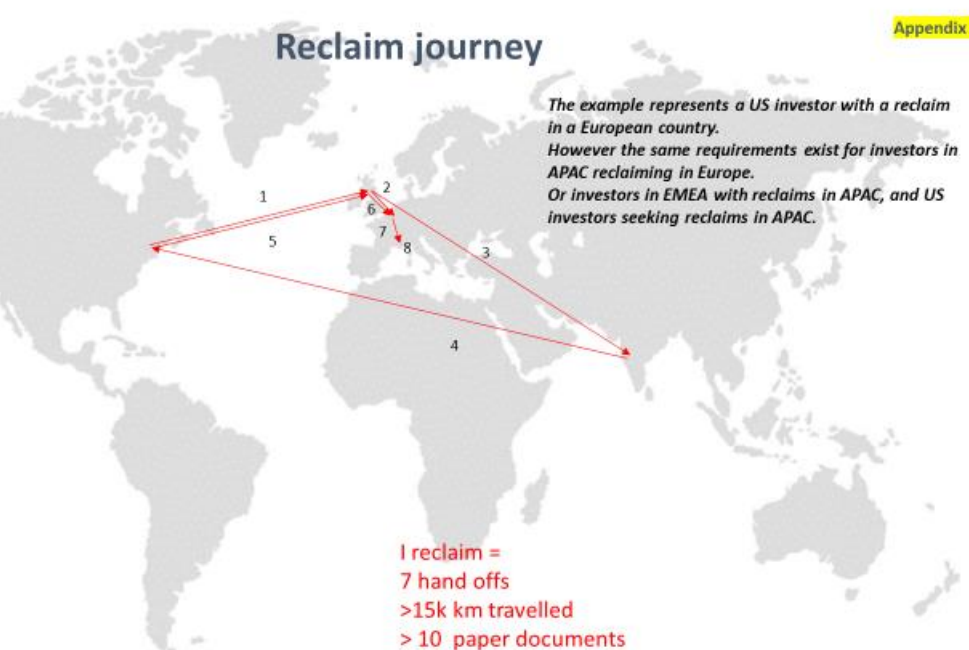 Appendix
Reclaim journey
The example represents a US investor with a reclaim
in a European country.
However the same requirements exist for investors in
APAC reclaiming in Europe.
Or investors in EMEA with reclaims in APAC, and US
investors seeking reclaims in APAC.
1
2
6
5
7
8
3
4
I reclaim =
7 hand offs
>15k km travelled
> 10 paper documents